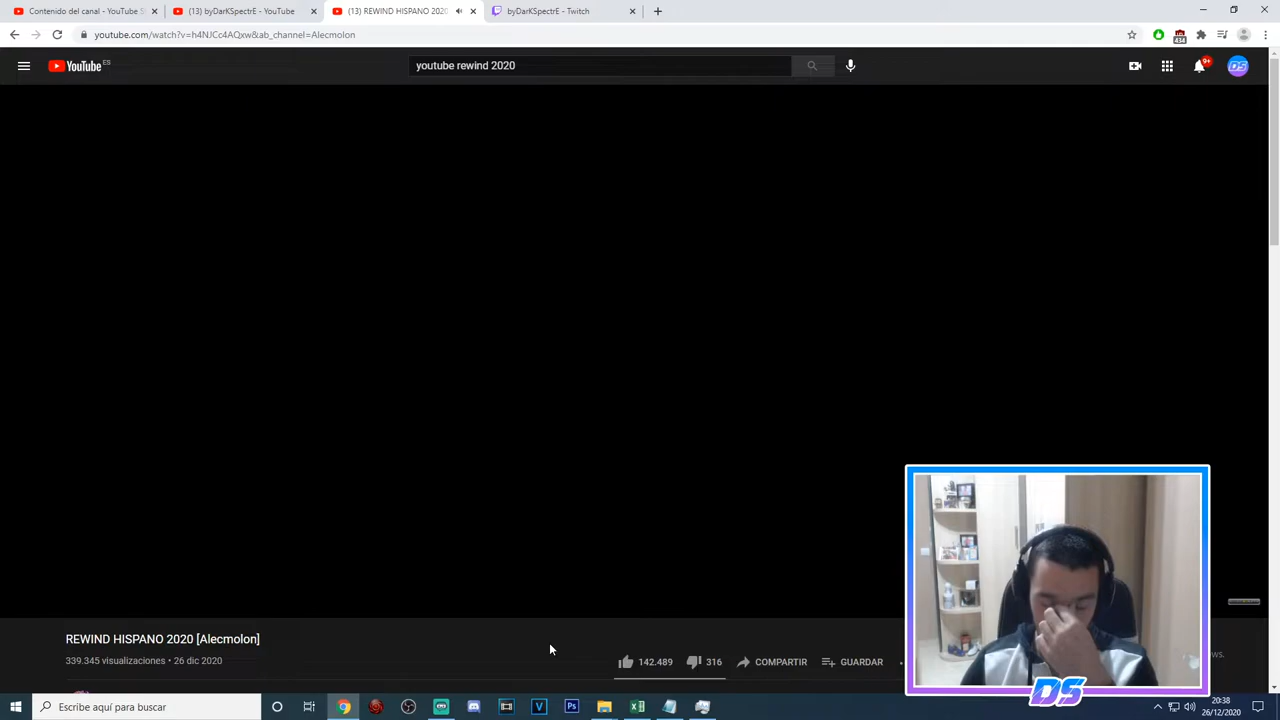 Contenido del canal - YouTube S
(13) byDarKSpectrE - YouTube
(13) REWIND HISPANO 2020
byDarKSpectrE - Twitch
youtube.com/watch?v=h4NJCc4AQxw&ab_channel=Alecmolon
434
YouTube ES
youtube rewind 2020
9+
DS
REWIND HISPANO 2020 [Alecmolon]
339.345 visualizaciones • 26 dic 2020
142.489
316
COMPARTIR
GUARDAR
DS
Escribe aquí para buscar
20:38
26/12/2020